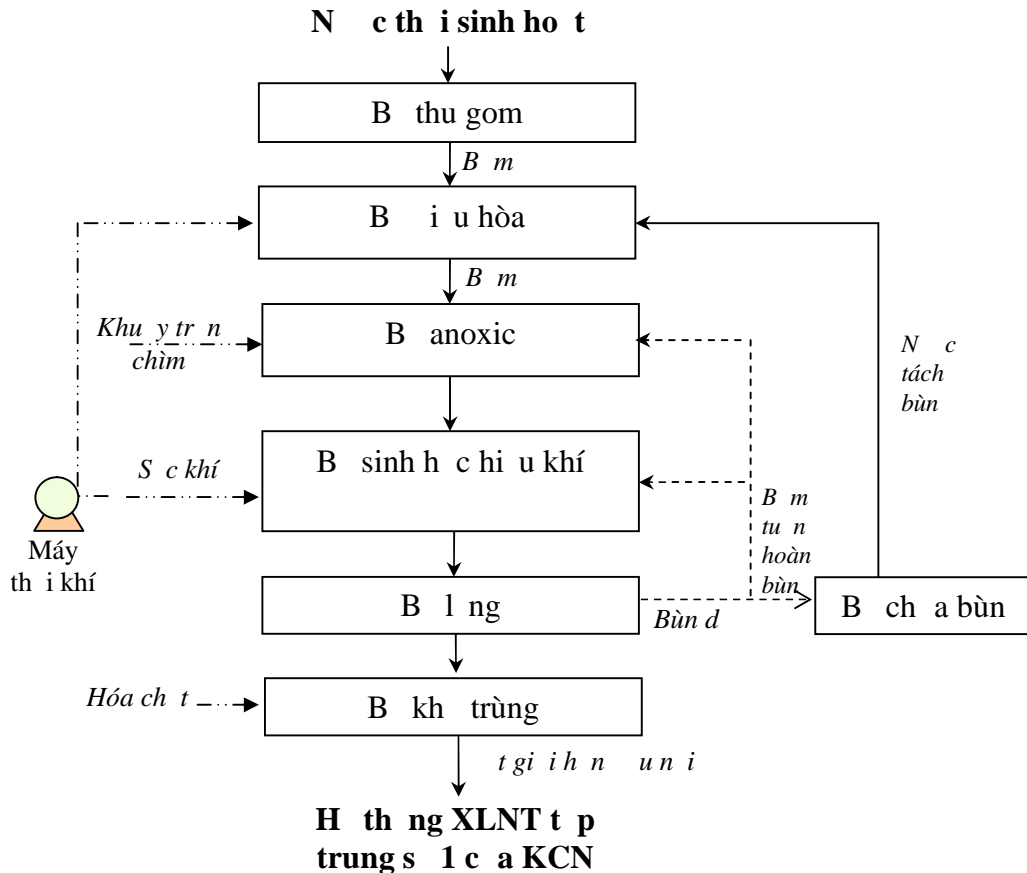 N c th i sinh ho t
B thu gom
B m
B i u hòa
B m
Khu y tr n
chìm
B anoxic
N c
tách
bùn
S c khí
B sinh h c hi u khí
B m
tu n
hoàn
bùn
Máy
th i khí
B l ng
Bùn d
B ch a bùn
Hóa ch t
B kh trùng
t gi i h n u n i
H th ng XLNT t p
trung s 1 c a KCN